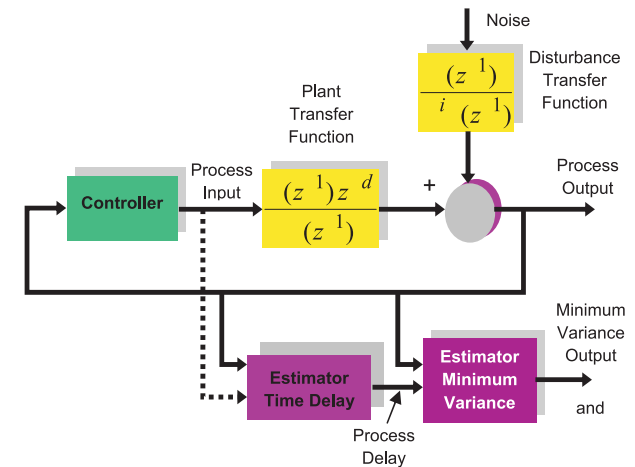 Noise
Disturbance
Transfer
Function
(z 1)
i (z 1)
Plant
Transfer
Function
Process
Input
Process
Output
Controller
(z 1) z d
(z 1)
+
Minimum
Variance
Output
Estimator
Time Delay
Estimator
Minimum
Variance
and
Process
Delay